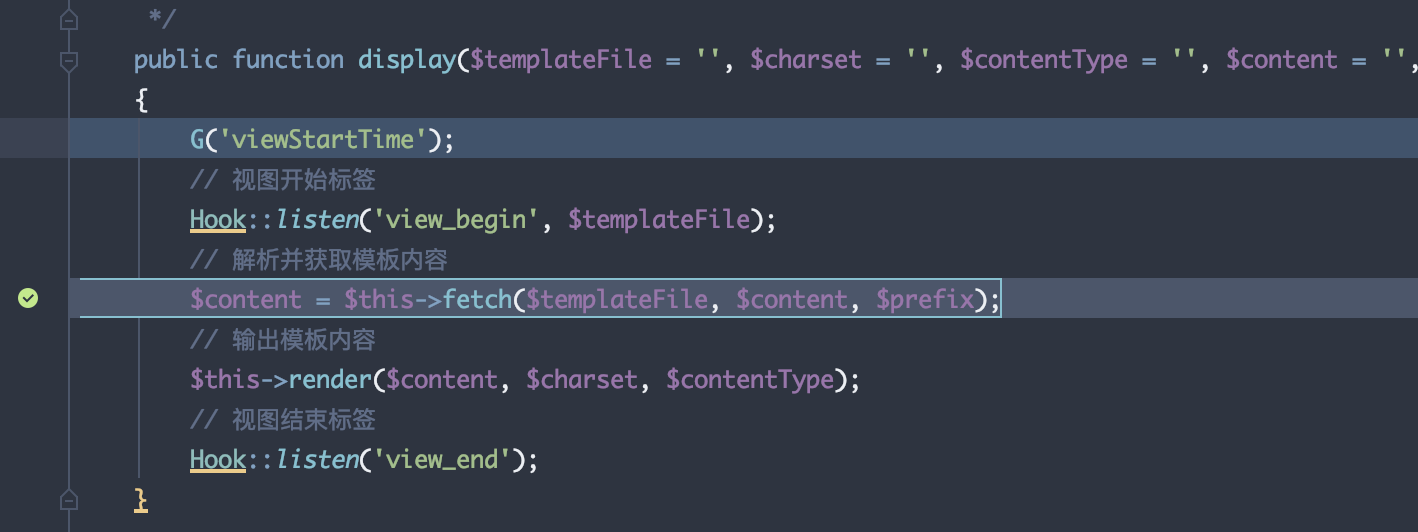 */
public function display($templateFile = '', $charset = '', $contentType = '', $content = '',
{
G('viewStartTime');
// 视图开始标签
Hook::listen('view_begin', $templateFile);
// 解析并获取模板内容
$content = $this->fetch($templateFile, $content, $prefix);
// 输出模板内容
$this->render($content, $charset, $contentType);
// 视图结束标签
Hook::listen('view_end');
}